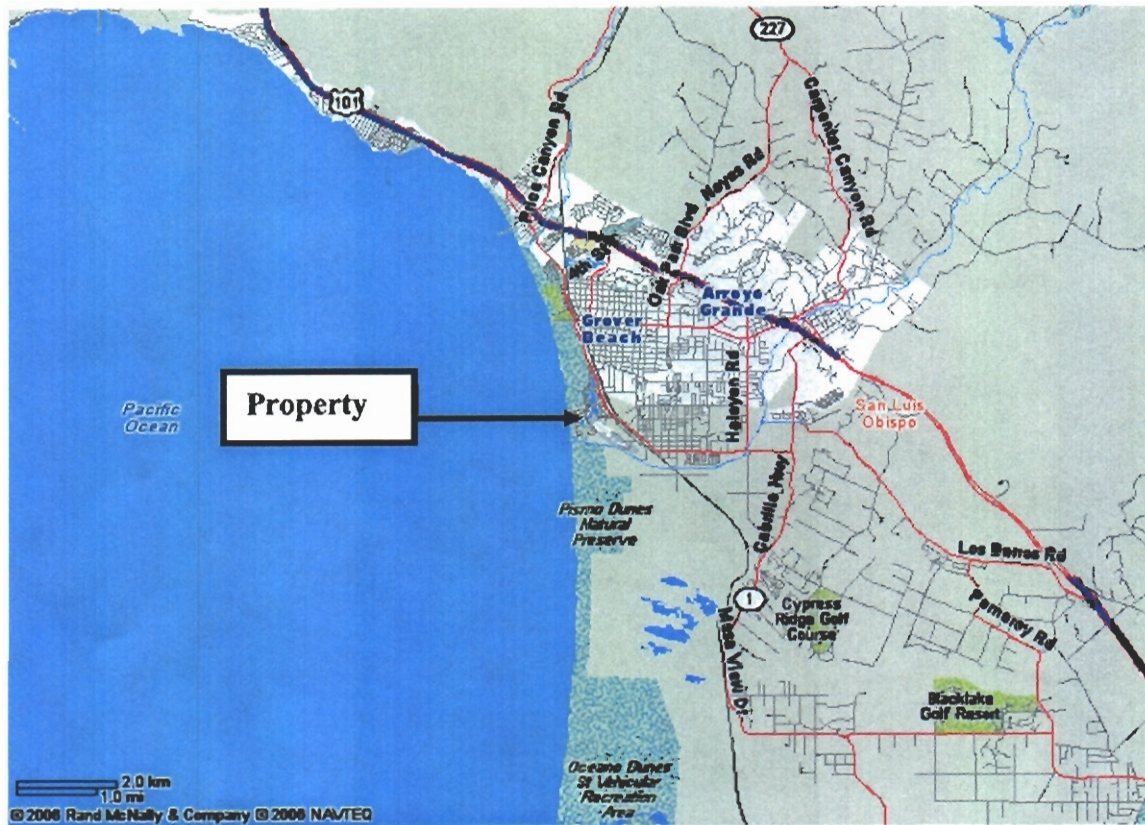 227
101
Price Canyon Rd
Noyes Rd
Carpenter Canyon Rd
4th St
Oak Park Blvd
Arroyo
Grande
Grover
Beach
Property
Halcyon Rd
San Luis
Obispo
Pacific
Ocean
Pismo Dunes
Natural
Preserve
Cabrillo Hwy
Los Berros Rd
1
Cypress
Ridge Golf
Course
Pomeroy Rd
Mesa View Dr
Blacklake
Golf Resort
Oceano Dunes
St Vehicular
Recreation
Area
2.0 km
1.0 mi
© 2006 Rand McNally & Company © 2006 NAVTEQ